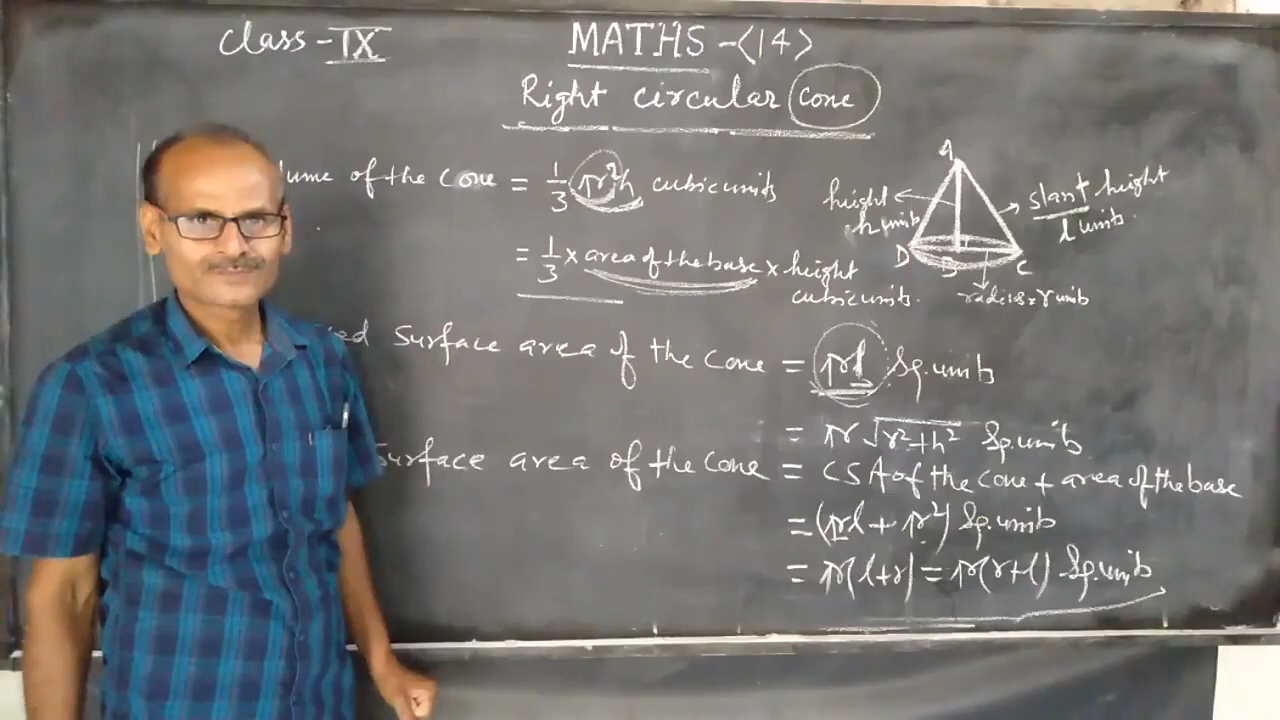 Class-IX
MATHS-<14>
Right circular cone
lume of the Cone = 1/3 πr²h cubic units
= 1/3 × area of the base × height
cubic units.
A
height
h units
slant height
l units.
D B C
radius=r units
ved Surface area of the Cone = πrl Sq.units
= πr√r²+h² Sq.units
Surface area of the Cone = CSA of the cone + area of the base
= (πrl + πr²) Sq.units
= πr(l+r) = πr(r+l) Sq.units